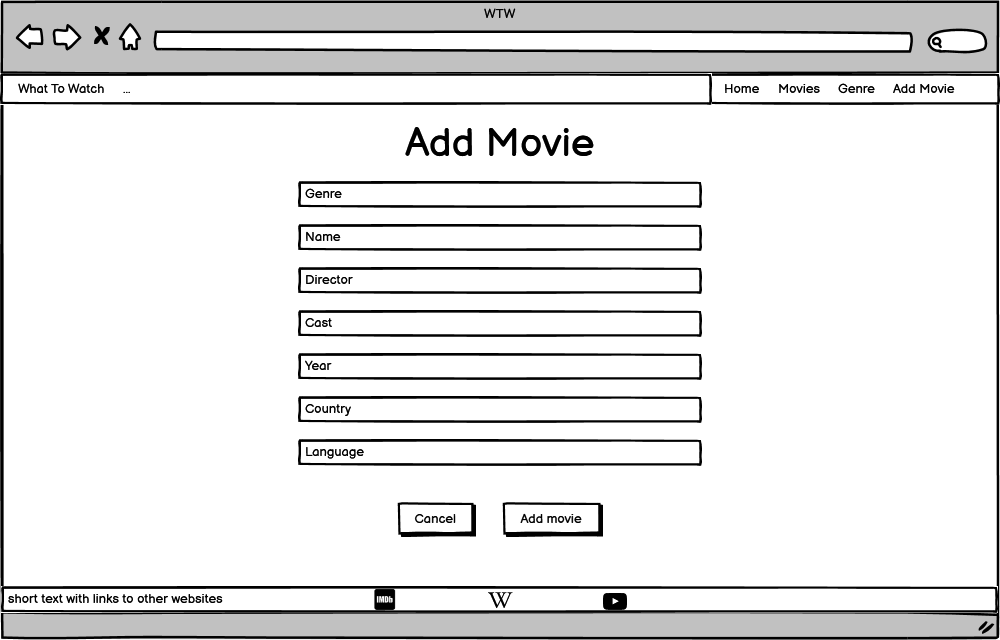 WTW
What To Watch ... Home Movies Genre Add Movie
Add Movie
Genre
Name
Director
Cast
Year
Country
Language
Cancel Add movie
short text with links to other websites IMDb W